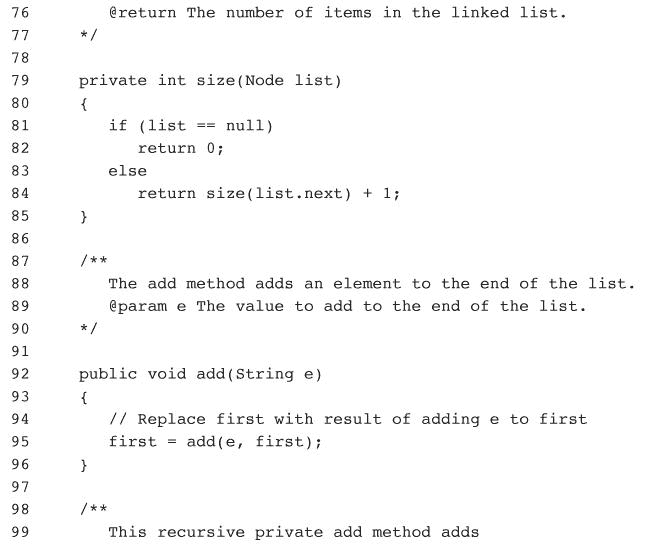 76        @return The number of items in the linked list.
77     */
78
79     private int size(Node list)
80     {
81        if (list == null)
82           return 0;
83        else
84           return size(list.next) + 1;
85     }
86
87     /**
88        The add method adds an element to the end of the list.
89        @param e The value to add to the end of the list.
90     */
91
92     public void add(String e)
93     {
94        // Replace first with result of adding e to first
95        first = add(e, first);
96     }
97
98     /**
99        This recursive private add method adds